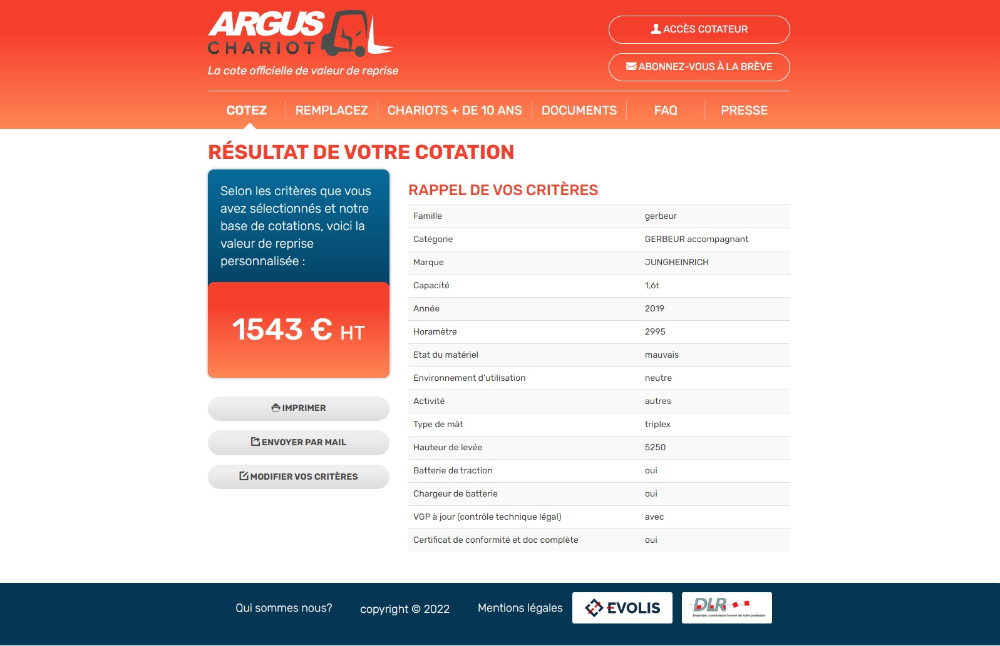 ARGUS
CHARIOT
La cote officielle de valeur de reprise
ACCÈS COTATEUR
ABONNEZ-VOUS À LA BRÈVE
COTEZ REMPLACEZ CHARIOTS + DE 10 ANS DOCUMENTS FAQ PRESSE
RÉSULTAT DE VOTRE COTATION
Selon les critères que vous
avez sélectionnés et notre
base de cotations, voici la
valeur de reprise
personnalisée :
1543 € HT
IMPRIMER
ENVOYER PAR MAIL
MODIFIER VOS CRITÈRES
RAPPEL DE VOS CRITÈRES
Famille gerbeur
Catégorie GERBEUR accompagnant
Marque JUNGHEINRICH
Capacité 1,6t
Année 2019
Horamètre 2995
Etat du matériel mauvais
Environnement d'utilisation neutre
Activité autres
Type de mât triplex
Hauteur de levée 5250
Batterie de traction oui
Chargeur de batterie oui
VGP à jour (contrôle technique légal) avec
Certificat de conformité et doc complète oui
Qui sommes nous? copyright © 2022 Mentions légales EVOLIS DLR
Ensemble, construisons l'avenir de notre profession